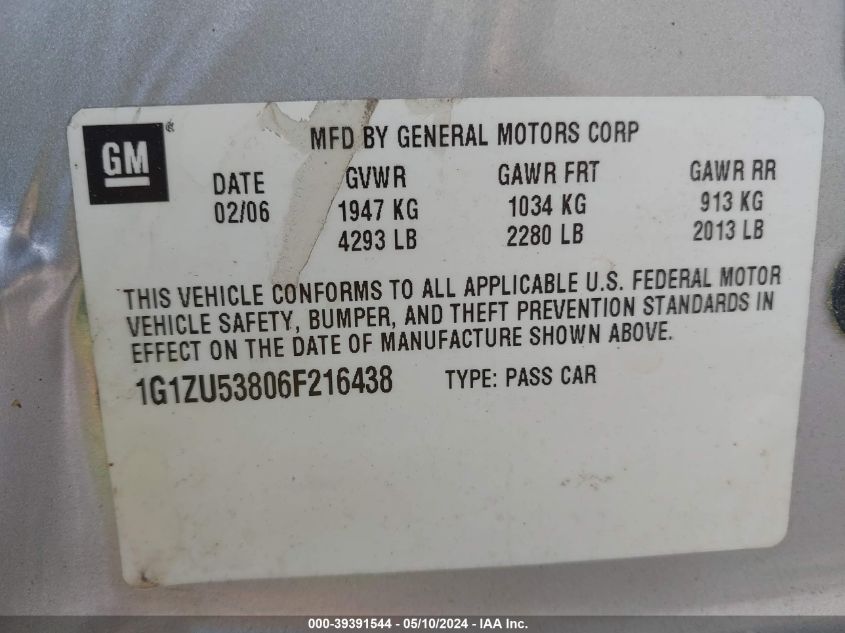 GM®
MFD BY GENERAL MOTORS CORP
DATE GVWR GAWR FRT GAWR RR
02/06 1947 KG 1034 KG 913 KG
4293 LB 2280 LB 2013 LB
THIS VEHICLE CONFORMS TO ALL APPLICABLE U.S. FEDERAL MOTOR
VEHICLE SAFETY, BUMPER, AND THEFT PREVENTION STANDARDS IN
EFFECT ON THE DATE OF MANUFACTURE SHOWN ABOVE.
1G1ZU53806F216438 TYPE: PASS CAR
000-39391544 - 05/10/2024 - IAA Inc.